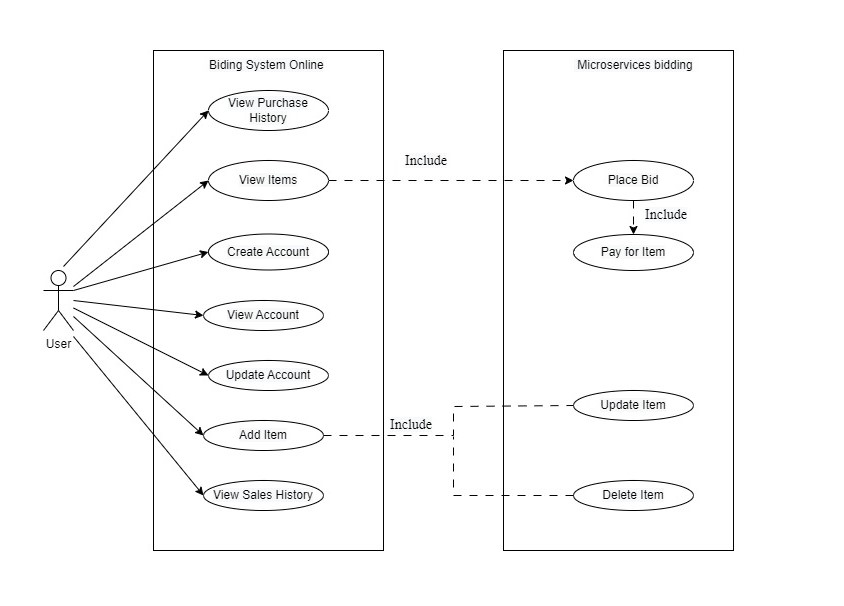 Biding System Online
Microservices bidding
View Purchase
History
Include
View Items
Place Bid
Include
Create Account
Pay for Item
View Account
User
Update Account
Update Item
Include
Add Item
View Sales History
Delete Item